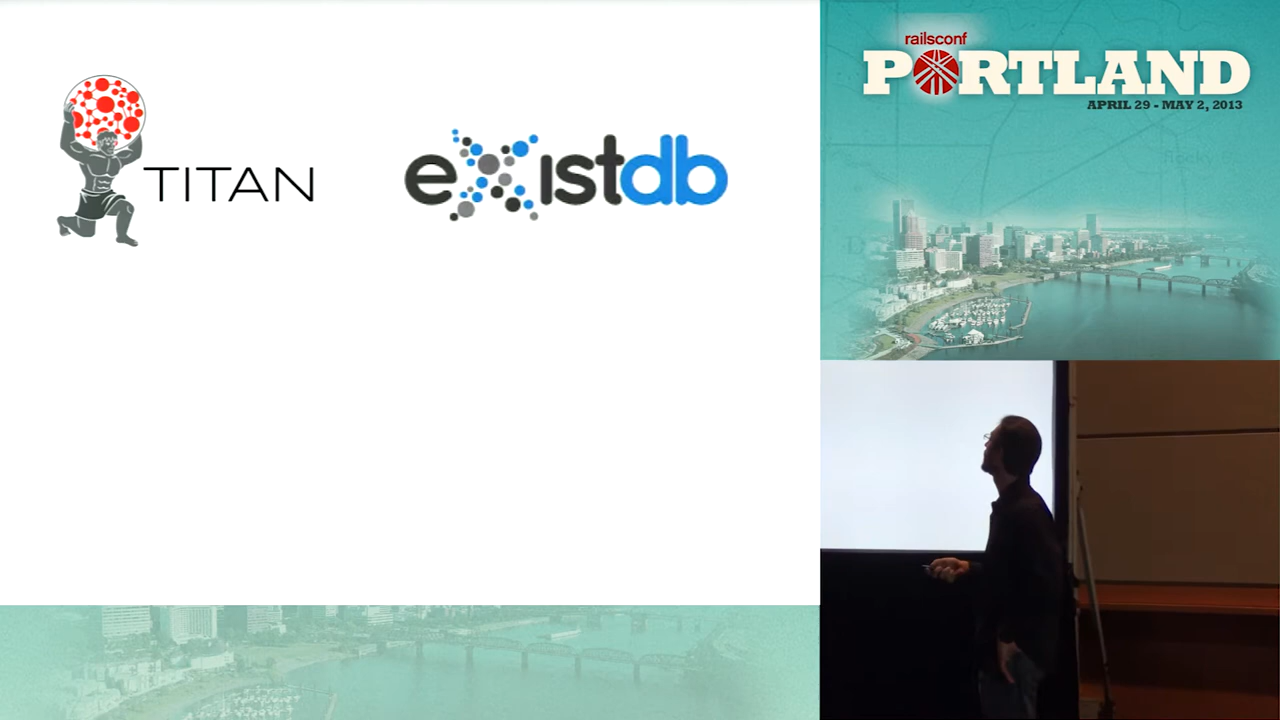 TITAN
existdb
railsconf
PORTLAND
APRIL 29 - MAY 2, 2013